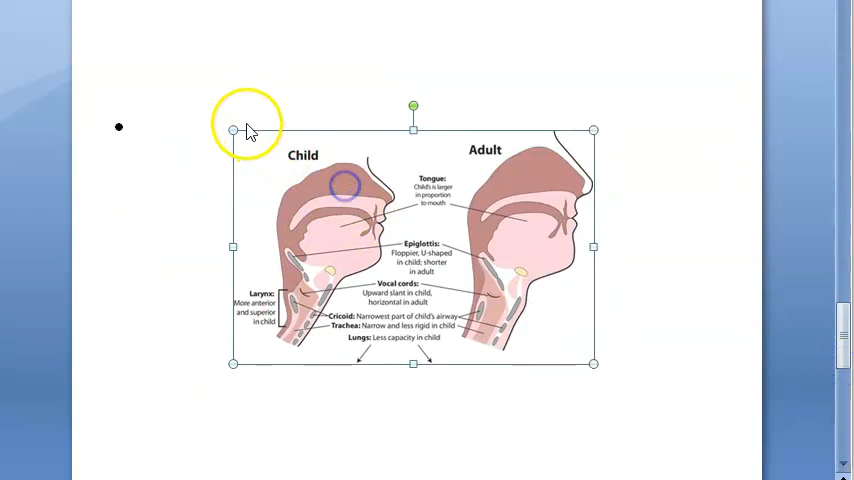 Child
Adult
Tongue:
Child's is larger
in proportion
to mouth
Epiglottis:
Floppier, U-shaped
in child; shorter
in adult
Vocal cords:
Upward slant in child,
horizontal in adult
Larynx:
More anterior
and superior
in child
Cricoid: Narrowest part of child's airway
Trachea: Narrow and less rigid in child
Lungs: Less capacity in child